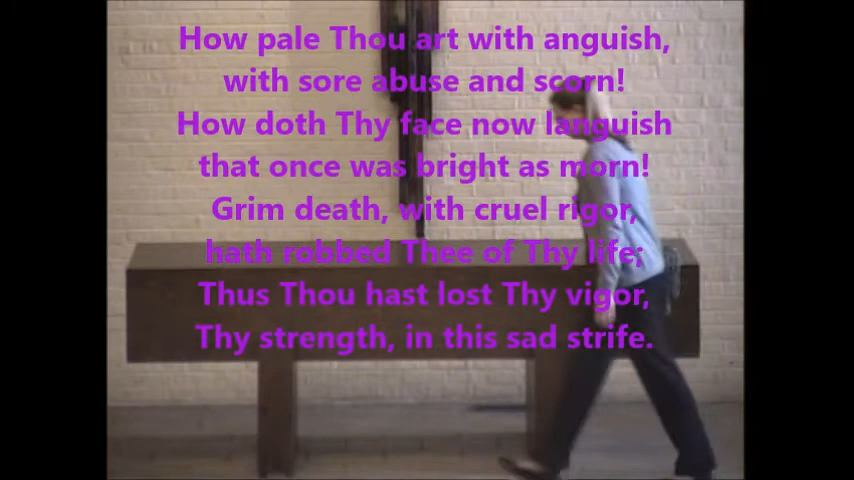 How pale Thou art with anguish,
with sore abuse and scorn!
How doth Thy face now languish
that once was bright as morn!
Grim death, with cruel rigor,
hath robbed Thee of Thy life;
Thus Thou hast lost Thy vigor,
Thy strength, in this sad strife.